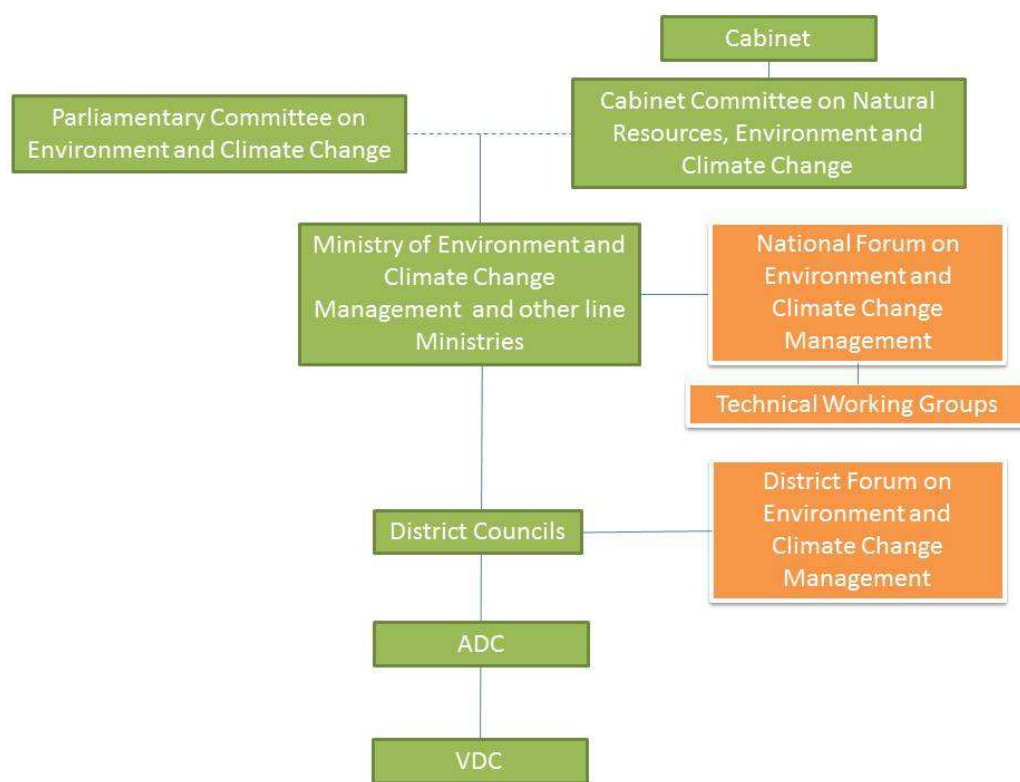 Cabinet
Parliamentary Committee on
Environment and Climate Change
Cabinet Committee on Natural
Resources, Environment and
Climate Change
Ministry of Environment and
Climate Change
Management and other line
Ministries
National Forum on
Environment and
Climate Change
Management
Technical Working Groups
District Forum on
Environment and
Climate Change
Management
District Councils
ADC
VDC